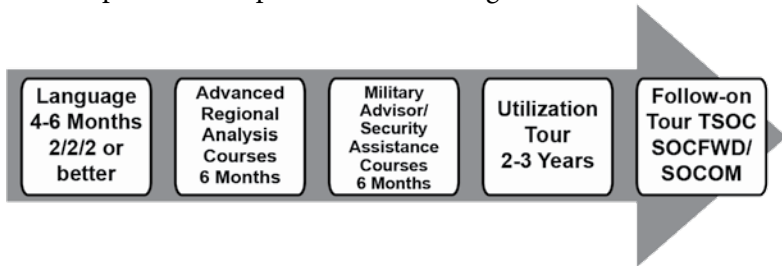 Language
4-6 Months
2/2/2 or
better
Advanced
Regional
Analysis
Courses
6 Months
Military
Advisor/
Security
Assistance
Courses
6 Months
Utilization
Tour
2-3 Years
Follow-on
Tour TSOC
SOCFWD/
SOCOM